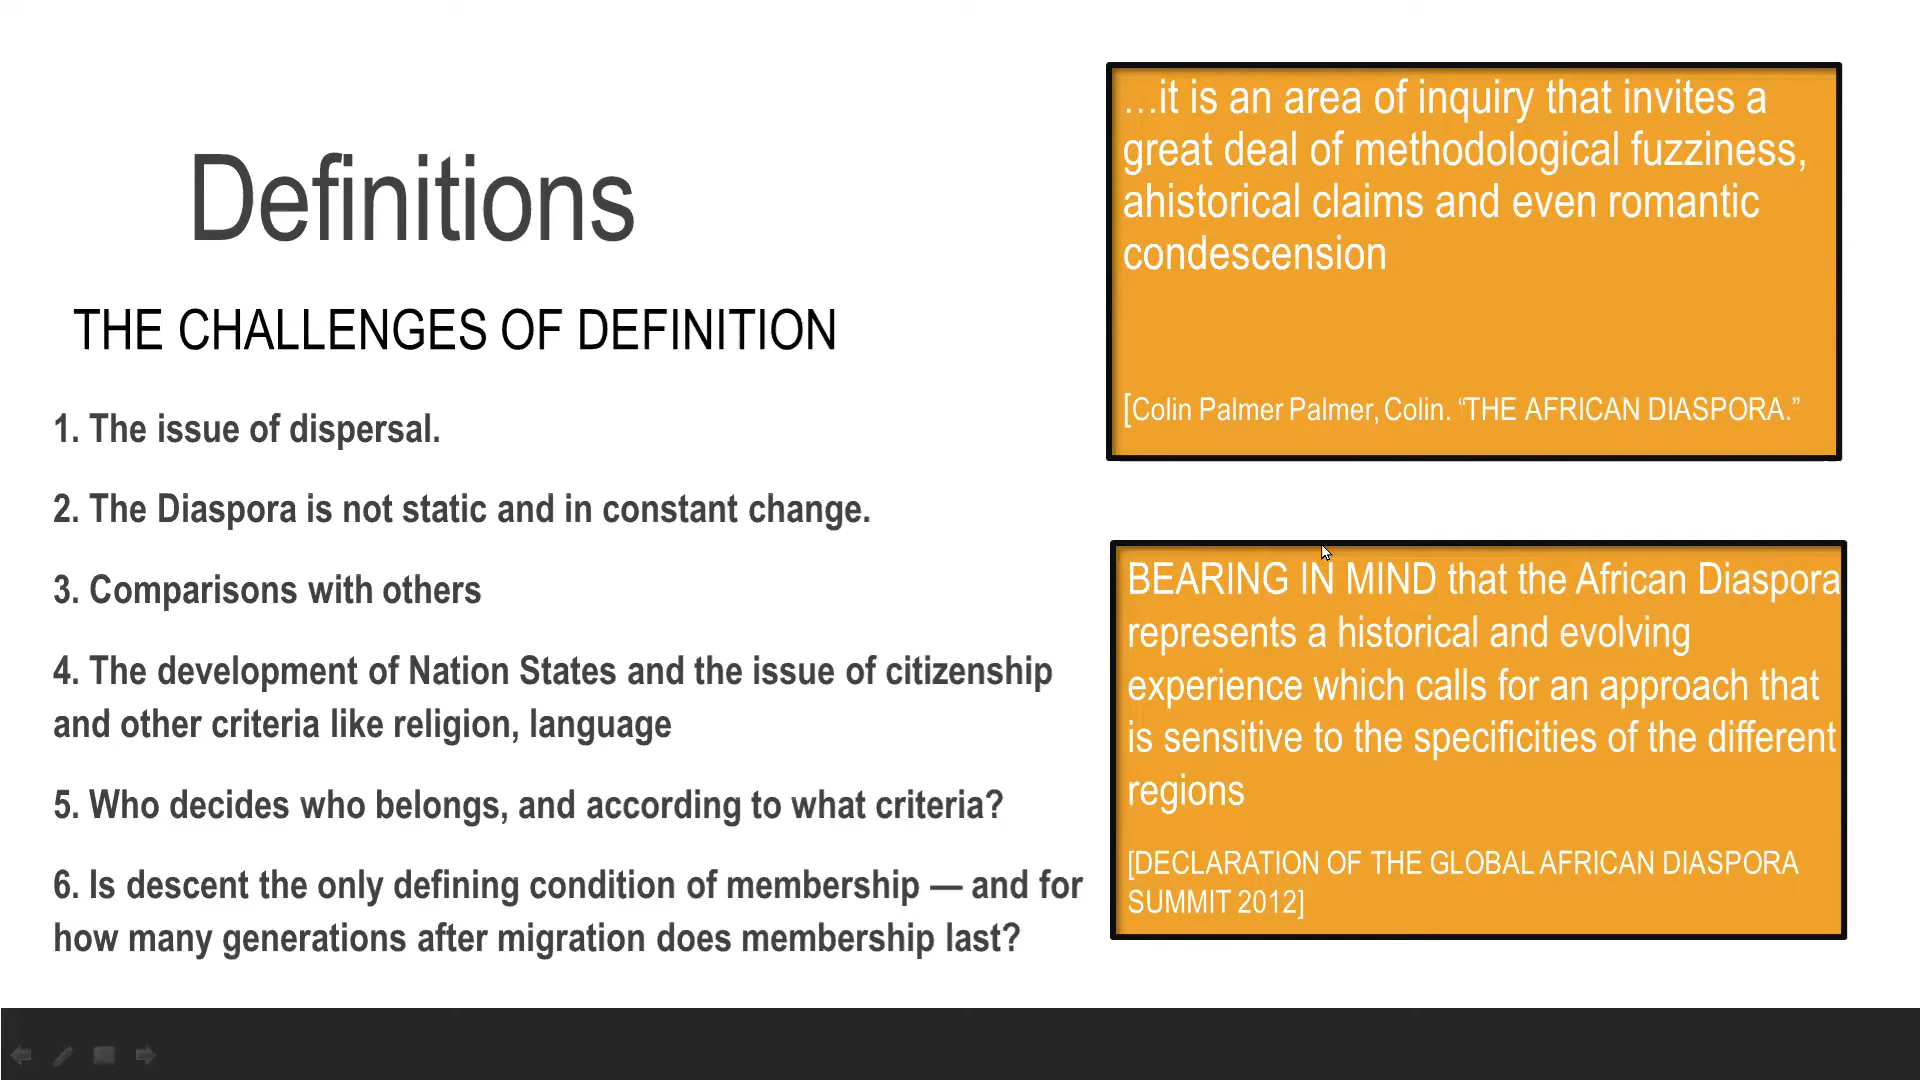 Definitions
THE CHALLENGES OF DEFINITION
1. The issue of dispersal.
2. The Diaspora is not static and in constant change.
3. Comparisons with others
4. The development of Nation States and the issue of citizenship
and other criteria like religion, language
5. Who decides who belongs, and according to what criteria?
6. Is descent the only defining condition of membership — and for
how many generations after migration does membership last?
…it is an area of inquiry that invites a
great deal of methodological fuzziness,
ahistorical claims and even romantic
condescension
[Colin Palmer Palmer, Colin. “THE AFRICAN DIASPORA.”
BEARING IN MIND that the African Diaspora
represents a historical and evolving
experience which calls for an approach that
is sensitive to the specificities of the different
regions
[DECLARATION OF THE GLOBAL AFRICAN DIASPORA
SUMMIT 2012]